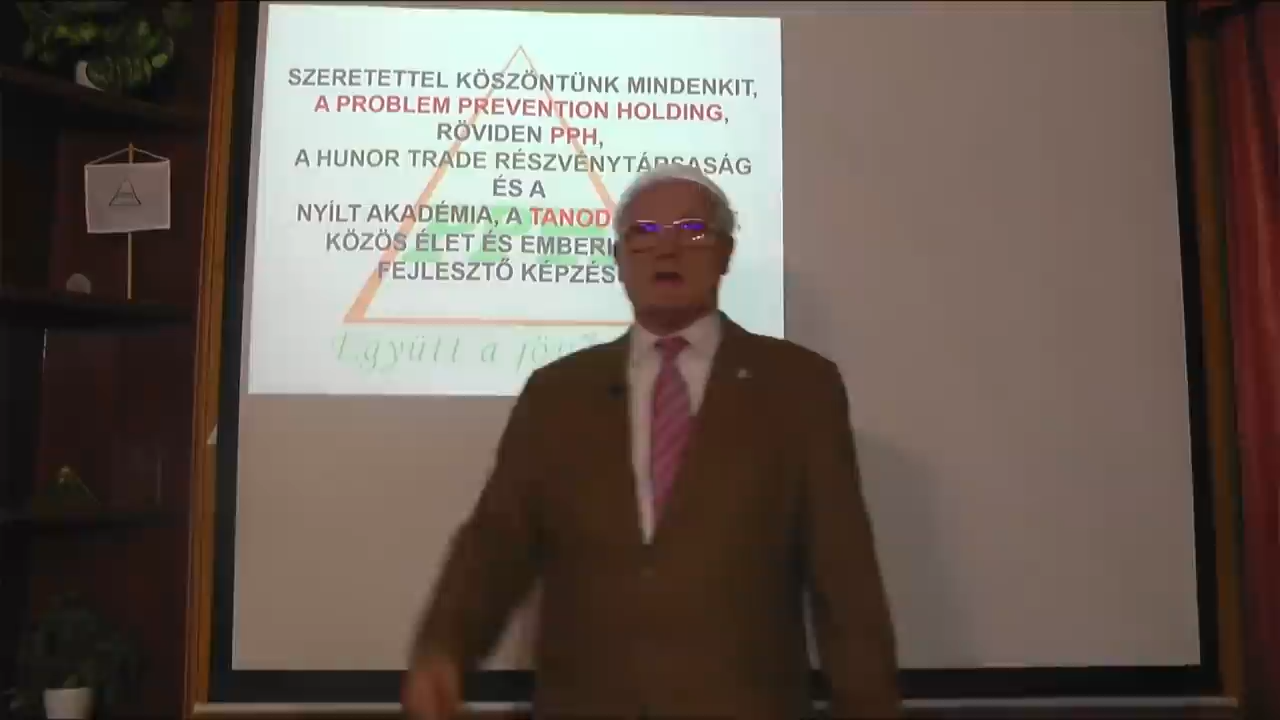 SZERETETTEL KÖSZÖNTÜNK MINDENKIT,
A PROBLEM PREVENTION HOLDING,
RÖVIDEN PPH,
A HUNOR TRADE RÉSZVÉNYTÁRSASÁG
ÉS A
NYÍLT AKADÉMIA, A TANOD
KÖZÖS ÉLET ÉS EMBERI
FEJLESZTŐ KÉPZÉS
Együtt a